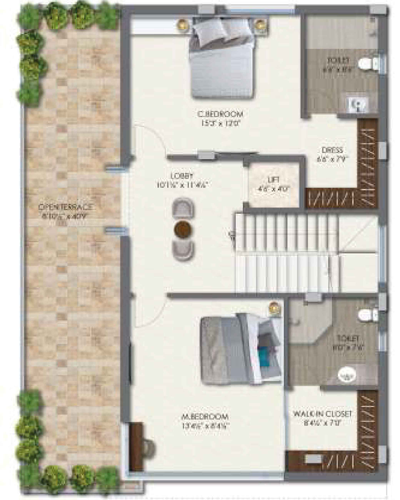 TOILET
6'6" x 8'6"
C.BEDROOM
15'3" x 12'0"
DRESS
6'6" x 7'9"
LOBBY
10'1½" x 11'4½"
LIFT
4'6" x 4'0"
OPEN TERRACE
8'10½" x 40'9"
TOILET
8'0" x 7'6"
M.BEDROOM
13'4½" x 8'4½"
WALK-IN CLOSET
8'4½" x 7'0"